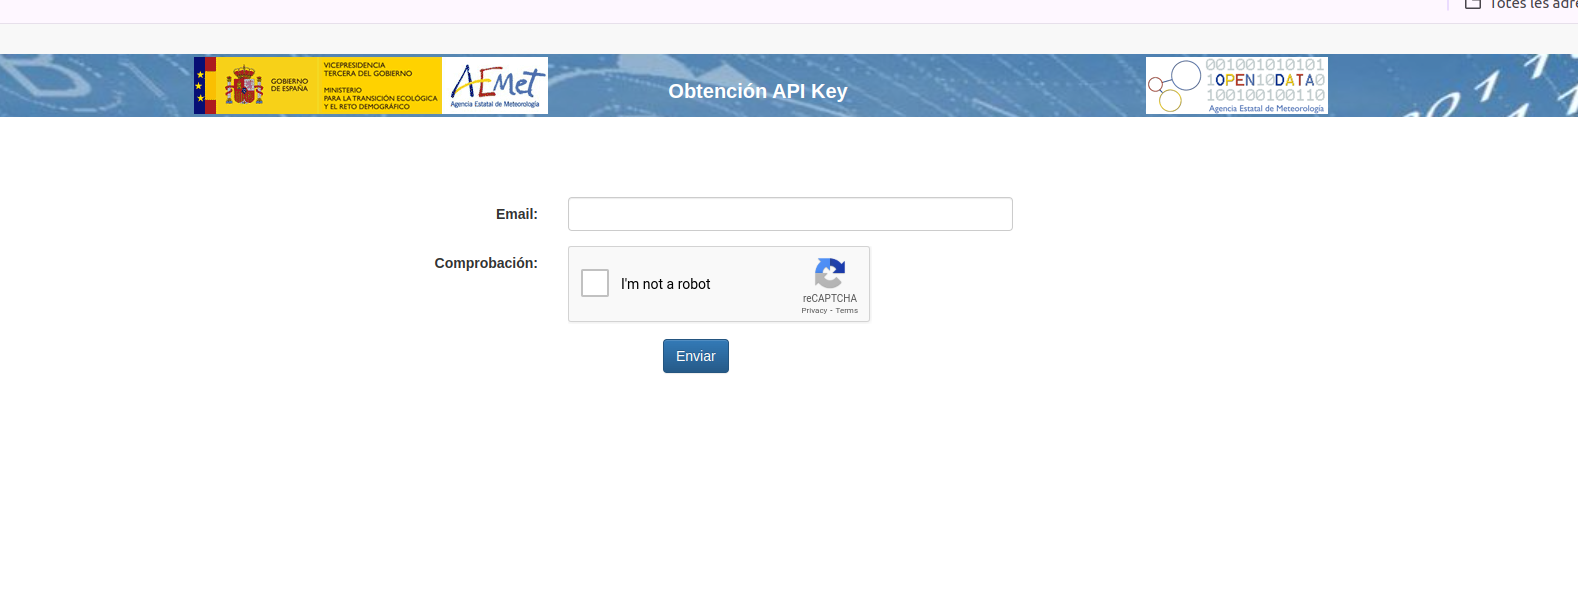 Totes les adre
GOBIERNO
DE ESPAÑA
VICEPRESIDENCIA
TERCERA DEL GOBIERNO
MINISTERIO
PARA LA TRANSICIÓN ECOLÓGICA
Y EL RETO DEMOGRÁFICO
AEMet
Agencia Estatal de Meteorología
Obtención API Key
001001010101
1OPEN10DATA0
100100100110
Agencia Estatal de Meteorología
Email:
Comprobación:
I'm not a robot
reCAPTCHA
Privacy - Terms
Enviar